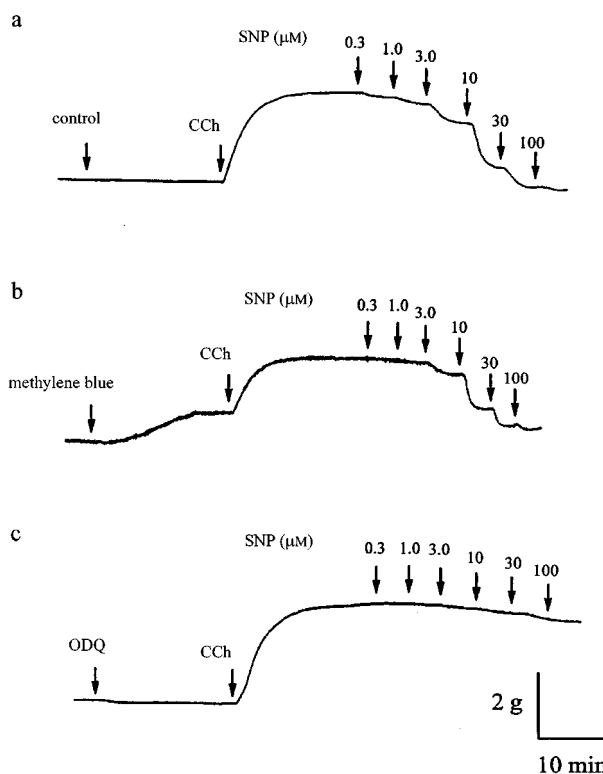 a
SNP (μM)
0.3 1.0 3.0 10 30 100
control
CCh
b
SNP (μM)
0.3 1.0 3.0 10 30 100
methylene blue
CCh
c
SNP (μM)
0.3 1.0 3.0 10 30 100
ODQ
CCh
2 g
10 min